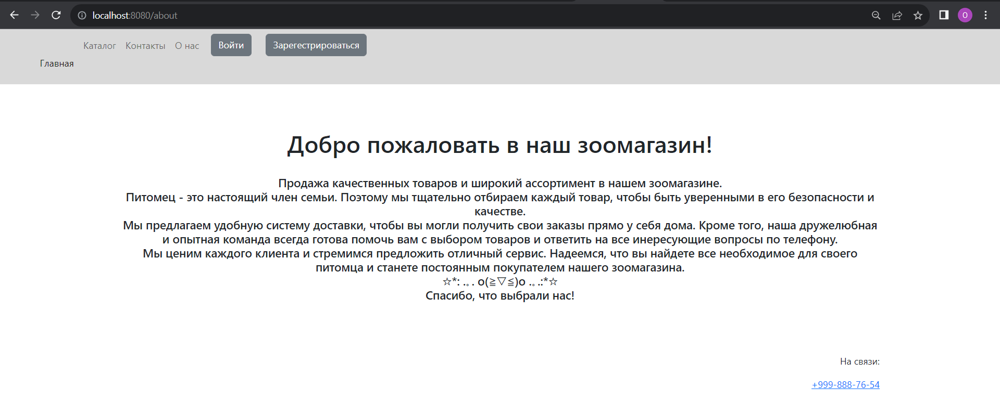 localhost:8080/about
O
Каталог Контакты О нас Войти Зарегестрироваться
Главная
Добро пожаловать в наш зоомагазин!
Продажа качественных товаров и широкий ассортимент в нашем зоомагазине.
Питомец - это настоящий член семьи. Поэтому мы тщательно отбираем каждый товар, чтобы быть уверенными в его безопасности и
качестве.
Мы предлагаем удобную систему доставки, чтобы вы могли получить свои заказы прямо у себя дома. Кроме того, наша дружелюбная
и опытная команда всегда готова помочь вам с выбором товаров и ответить на все инересующие вопросы по телефону.
Мы ценим каждого клиента и стремимся предложить отличный сервис. Надеемся, что вы найдете все необходимое для своего
питомца и станете постоянным покупателем нашего зоомагазина.
☆*: .｡. o(≧▽≦)o .｡.:*☆
Спасибо, что выбрали нас!
На связи:
+999-888-76-54